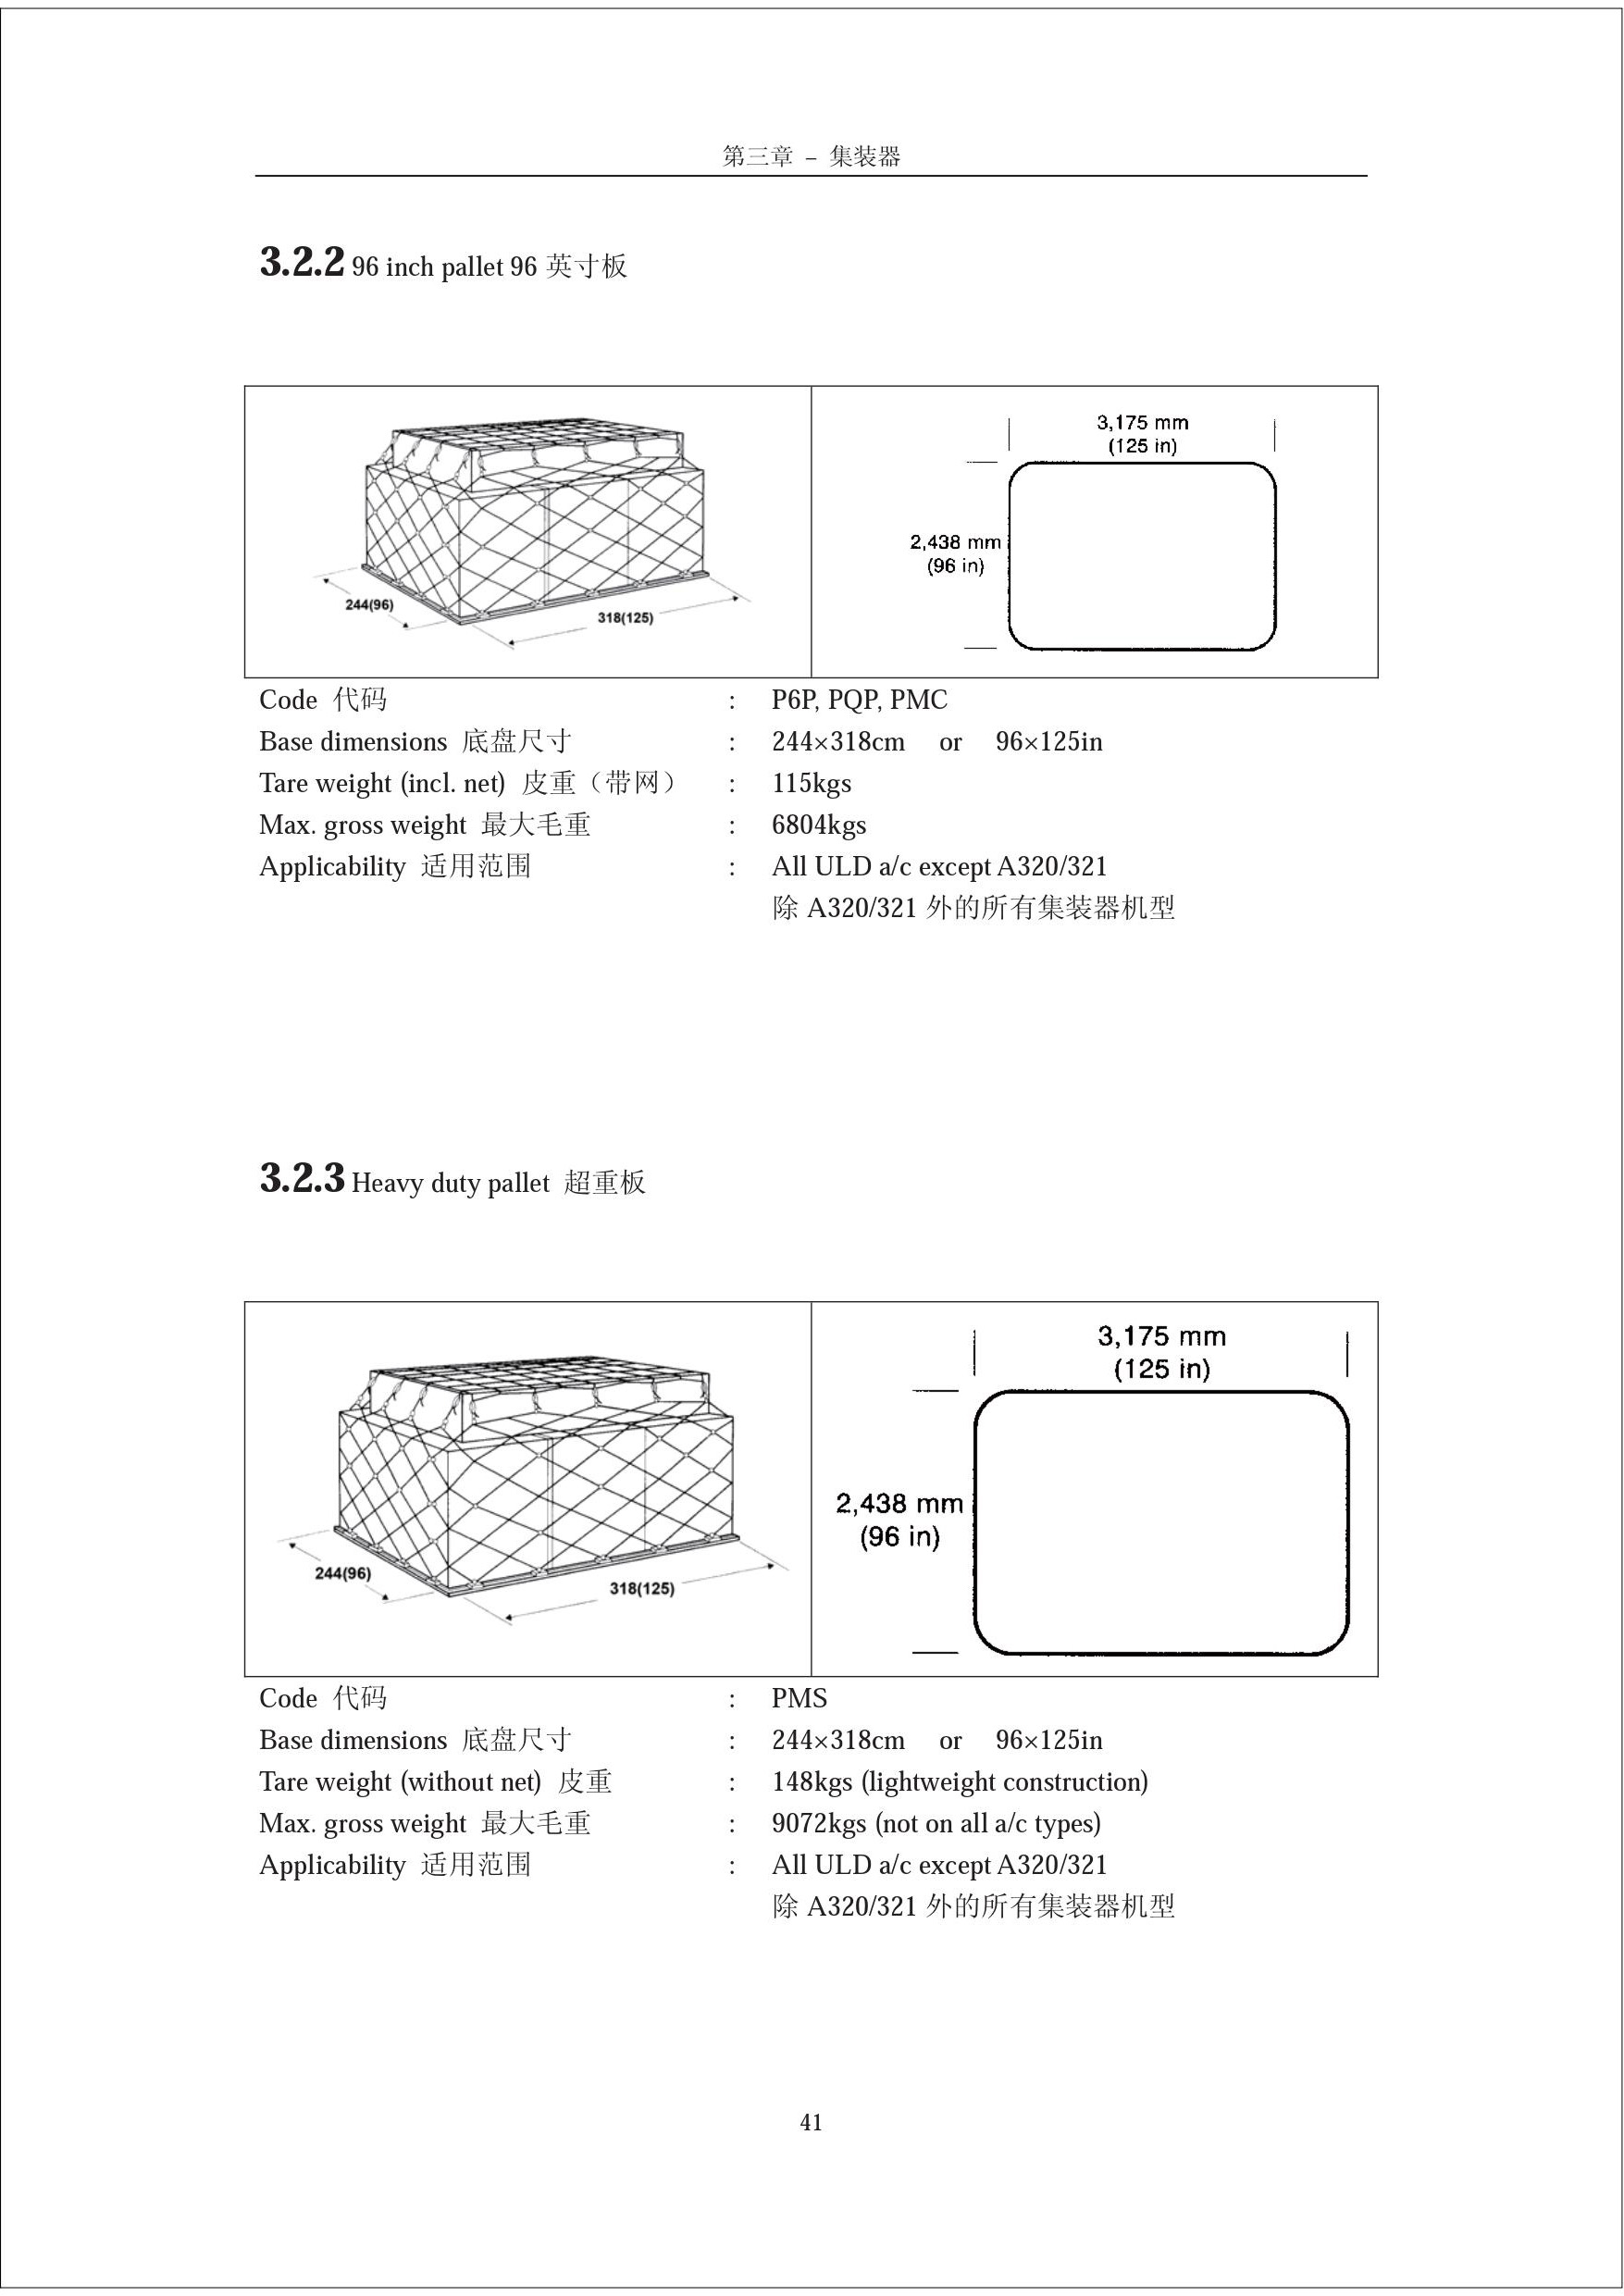 第三章 – 集装器
3.2.2 96 inch pallet 96 英寸板
244(96)
318(125)
3,175 mm
(125 in)
2,438 mm
(96 in)
Code 代码 : P6P, PQP, PMC
Base dimensions 底盘尺寸 : 244×318cm or 96×125in
Tare weight (incl. net) 皮重（带网） : 115kgs
Max. gross weight 最大毛重 : 6804kgs
Applicability 适用范围 : All ULD a/c except A320/321
除 A320/321 外的所有集装器机型
3.2.3 Heavy duty pallet 超重板
244(96)
318(125)
3,175 mm
(125 in)
2,438 mm
(96 in)
Code 代码 : PMS
Base dimensions 底盘尺寸 : 244×318cm or 96×125in
Tare weight (without net) 皮重 : 148kgs (lightweight construction)
Max. gross weight 最大毛重 : 9072kgs (not on all a/c types)
Applicability 适用范围 : All ULD a/c except A320/321
除 A320/321 外的所有集装器机型
41